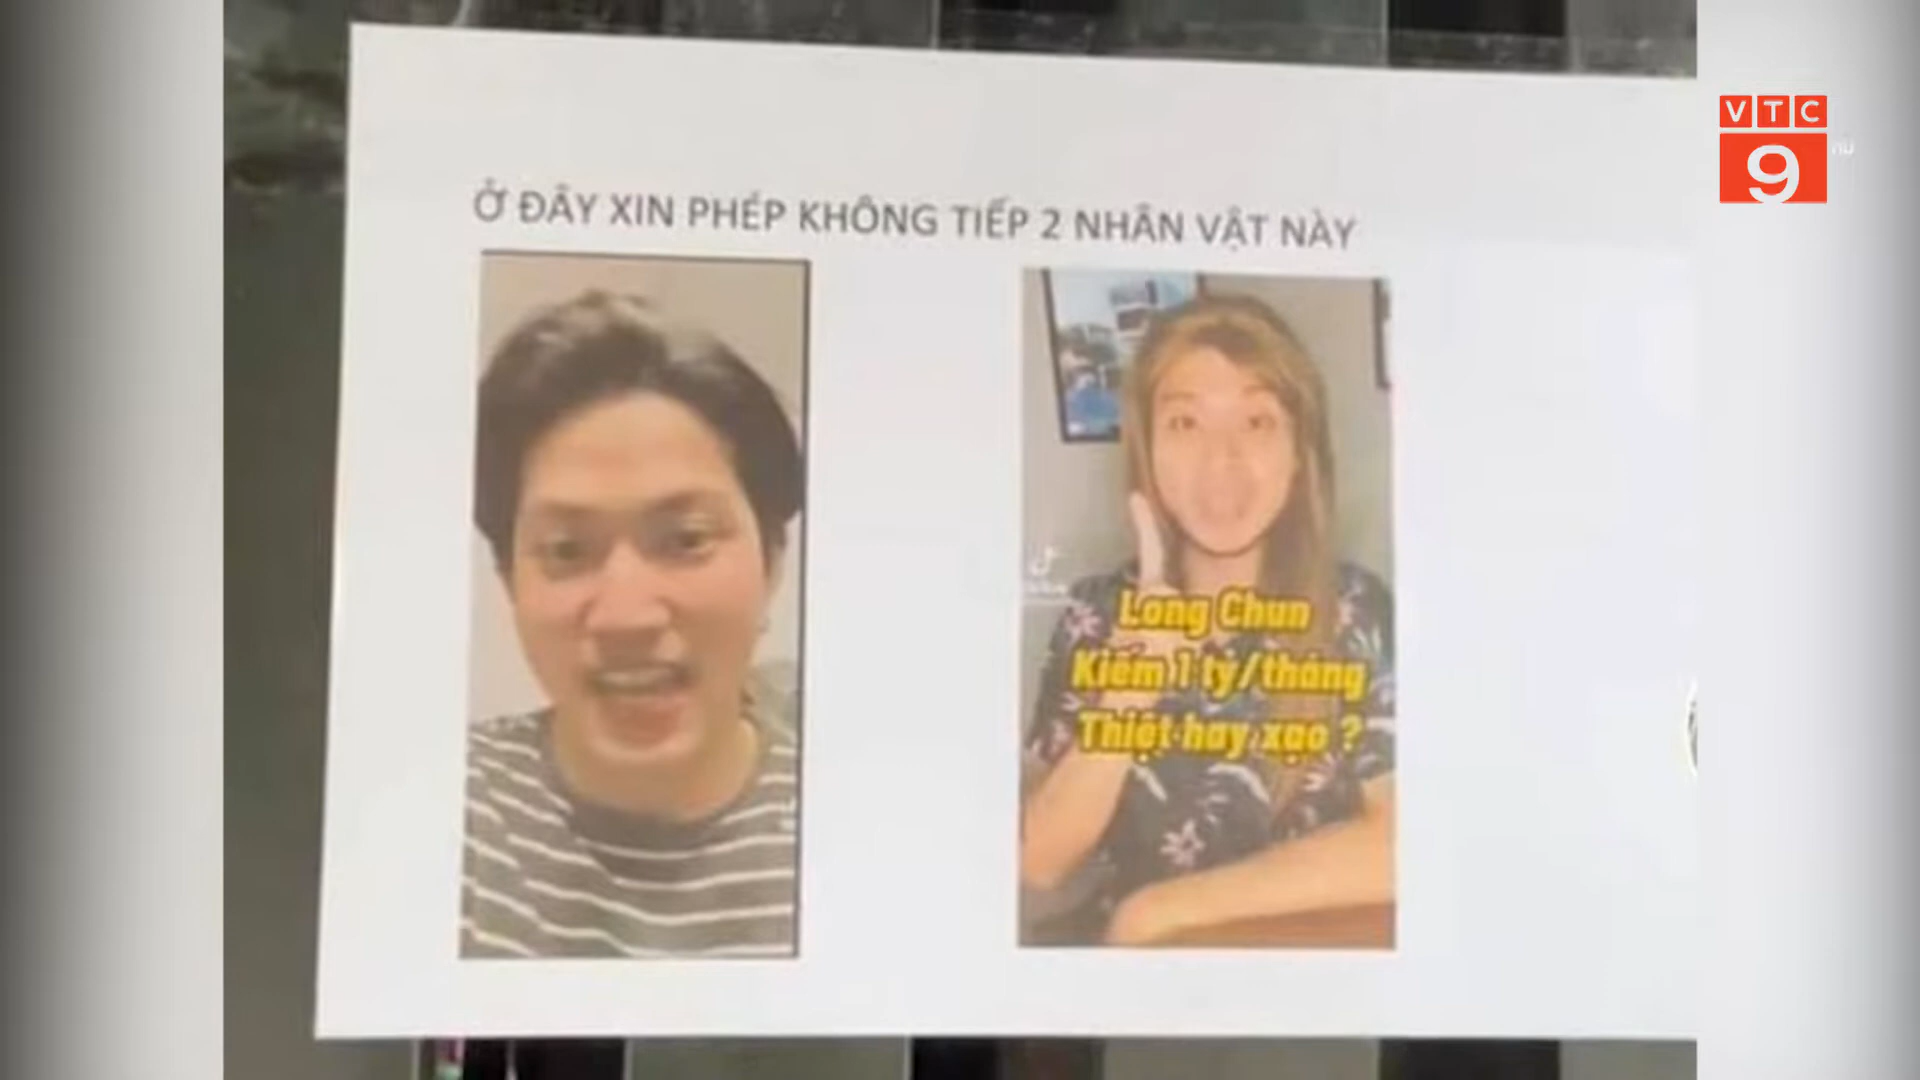 VTC
9
Ở ĐÂY XIN PHÉP KHÔNG TIẾP 2 NHÂN VẬT NÀY
Long Chun
Kiếm 1 tỷ/tháng
Thiệt hay xạo ?